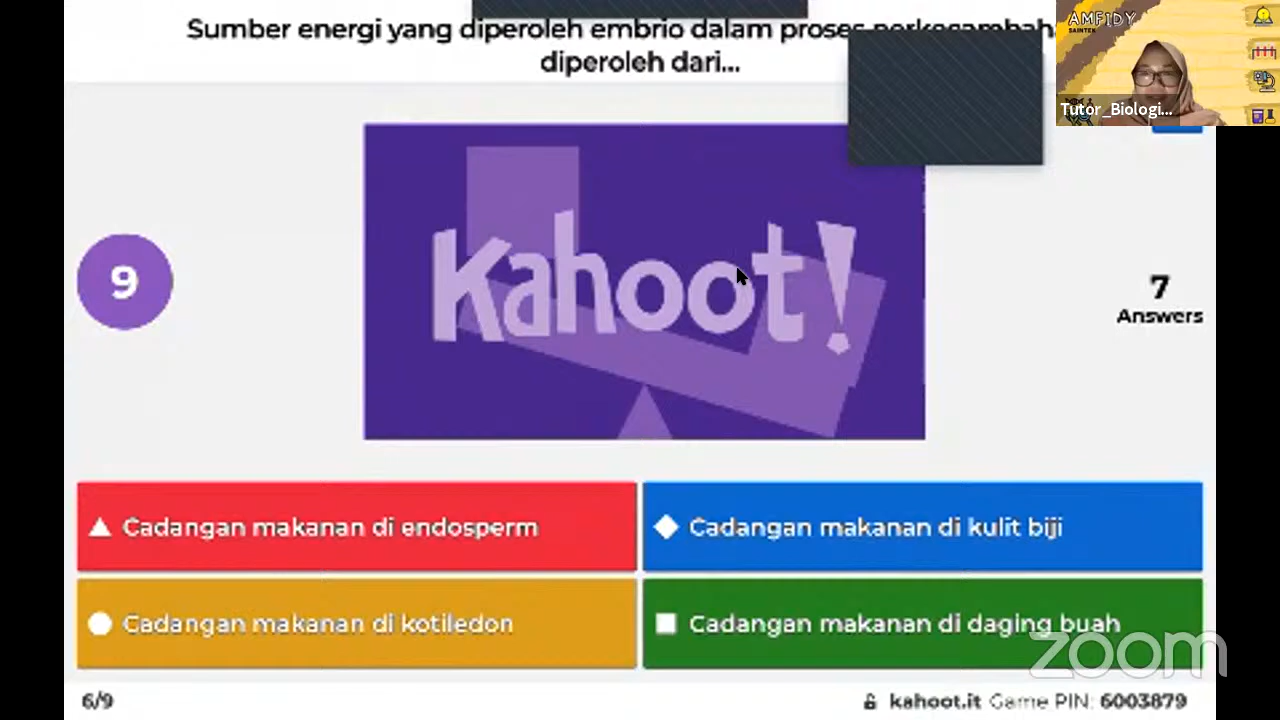 Sumber energi yang diperoleh embrio dalam proses
diperoleh dari...
AMFIDY
SAINTEK
Tutor_Biologi...
Kahoot!
9
7
Answers
Cadangan makanan di endosperm
Cadangan makanan di kulit biji
Cadangan makanan di kotiledon
Cadangan makanan di daging buah
zoom
6/9
kahoot.it Game PIN: 6003879